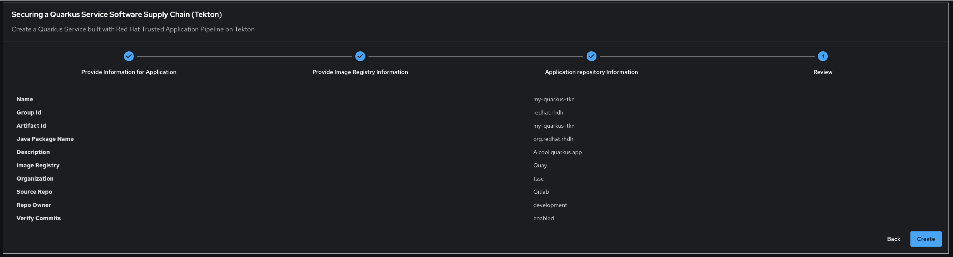 Securing a Quarkus Service Software Supply Chain (Tekton)
Create a Quarkus Service built with Red Hat Trusted Application Pipeline on Tekton
Provide Information for Application
Provide Image Registry Information
Application repository Information
4
Review
Name my-quarkus-tkn
Group Id redhat.rhdh
Artifact Id my-quarkus-tkn
Java Package Name org.redhat.rhdh
Description A cool quarkus app
Image Registry Quay
Organization tssc
Source Repo Gitlab
Repo Owner development
Verify Commits enabled
Back Create